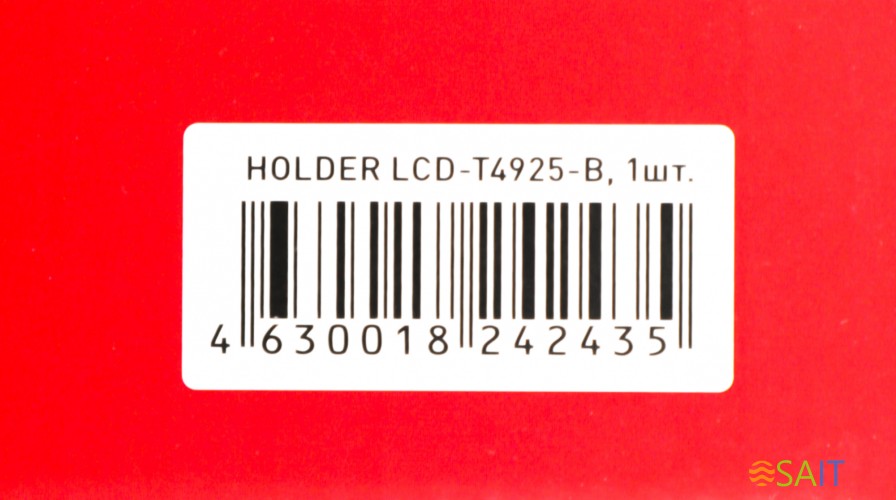 HOLDER LCD-T4925-B, 1шт.
4 630018 242435
SAIT